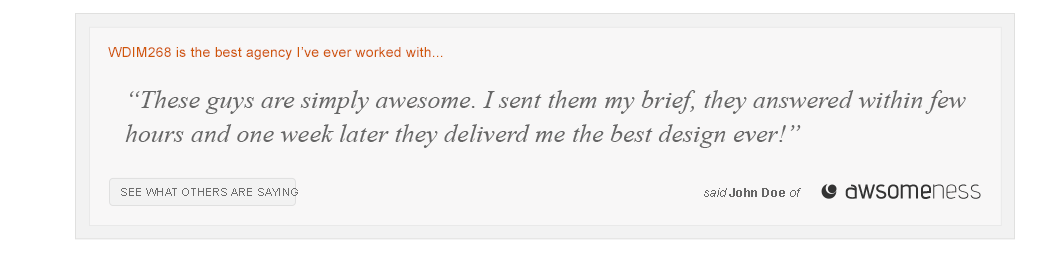 WDIM268 is the best agency I've ever worked with...
“These guys are simply awesome. I sent them my brief, they answered within few
hours and one week later they deliverd me the best design ever!”
SEE WHAT OTHERS ARE SAYING
said John Doe of awsomeness